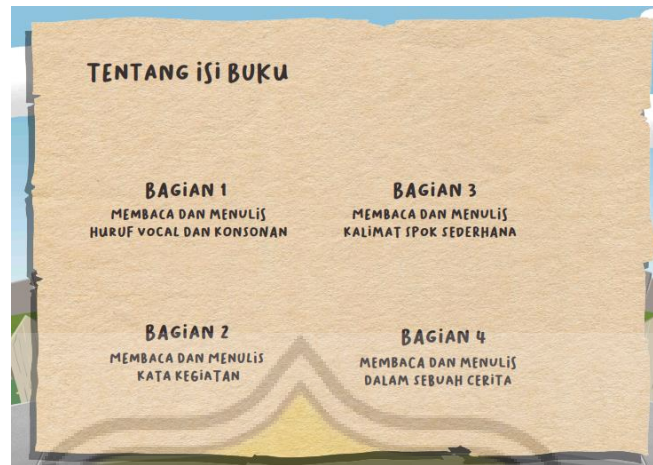 TENTANG ISI BUKU
BAGIAN 1
MEMBACA DAN MENULIS
HURUF VOCAL DAN KONSONAN
BAGIAN 2
MEMBACA DAN MENULIS
KATA KEGIATAN
BAGIAN 3
MEMBACA DAN MENULIS
KALIMAT SPOK SEDERHANA
BAGIAN 4
MEMBACA DAN MENULIS
DALAM SEBUAH CERITA